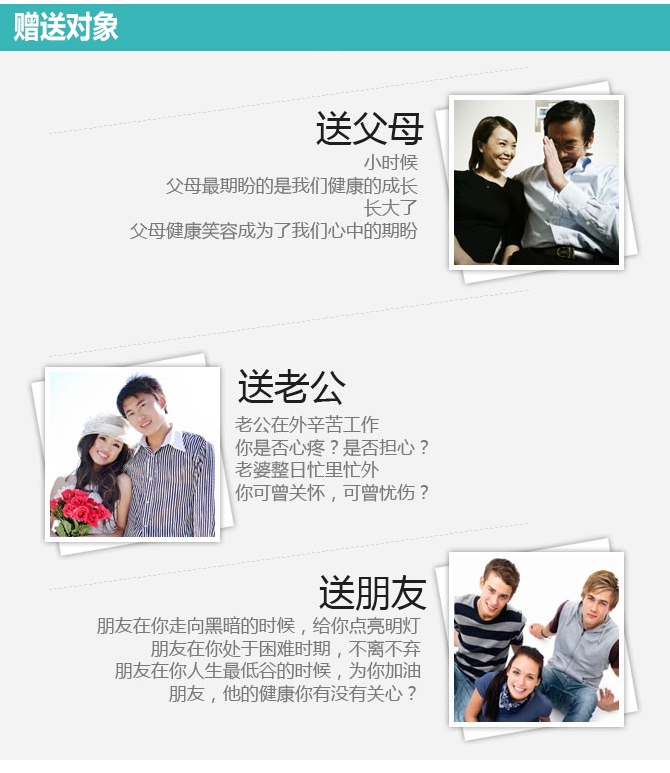 赠送对象
送父母
小时候
父母最期盼的是我们健康的成长
长大了
父母健康笑容成为了我们心中的期盼
送老公
老公在外辛苦工作
你是否心疼？是否担心？
老婆整日忙里忙外
你可曾关怀，可曾忧伤？
送朋友
朋友在你走向黑暗的时候，给你点亮明灯
朋友在你处于困难时期，不离不弃
朋友在你人生最低谷的时候，为你加油
朋友，他的健康你有没有关心？